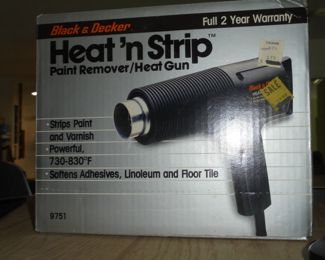 Black & Decker
Full 2 Year Warranty
Heat 'n Strip™
Paint Remover/Heat Gun
• Strips Paint
and Varnish
• Powerful,
730-830°F
• Softens Adhesives, Linoleum and Floor Tile
9751
Black &
SALE